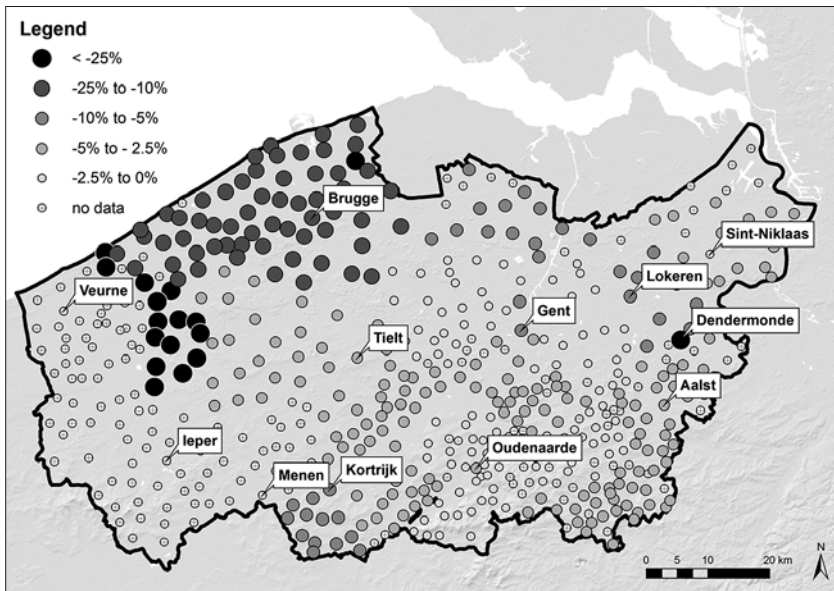 Legend
< -25%
-25% to -10%
-10% to -5%
-5% to - 2.5%
-2.5% to 0%
no data
Brugge
Sint-Niklaas
Veurne
Lokeren
Gent
Dendermonde
Tielt
Aalst
Ieper
Oudenaarde
Menen
Kortrijk
N
0 5 10 20 km